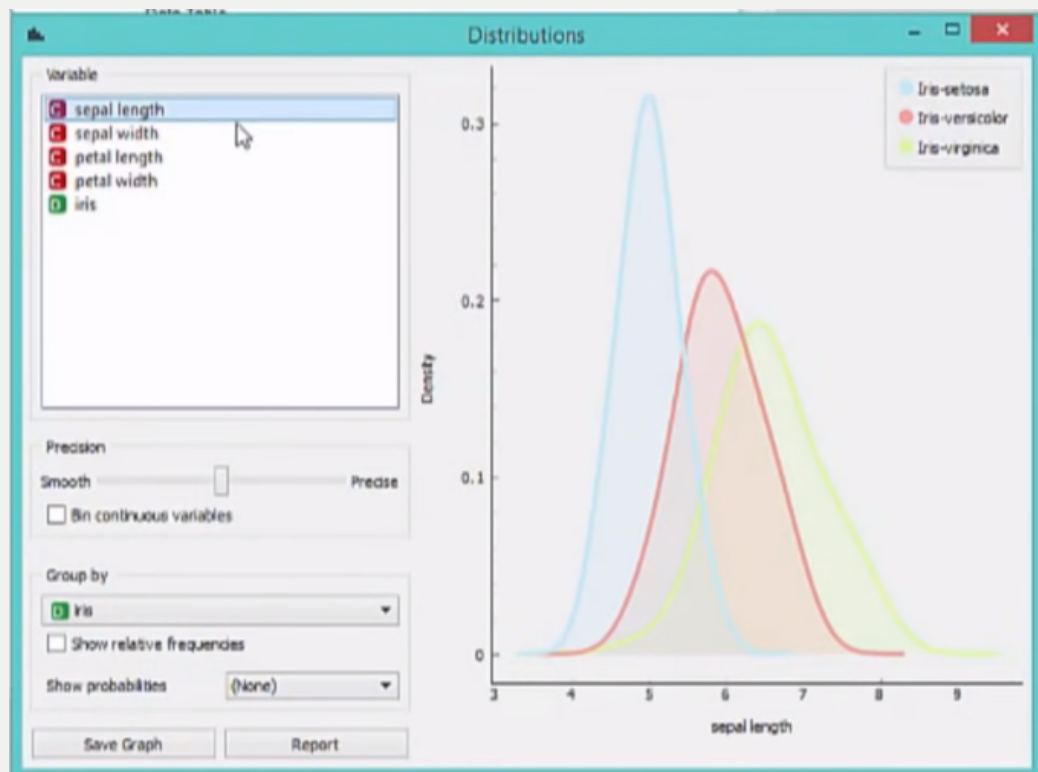 Data Table
Distributions
Variable
C sepal length
C sepal width
C petal length
C petal width
D iris
Precision
Smooth Precise
Bin continuous variables
Group by
D iris
Show relative frequencies
Show probabilities (None)
Save Graph Report
Iris-setosa
Iris-versicolor
Iris-virginica
0.3
0.2
0.1
0
Density
3 4 5 6 7 8 9
sepal length